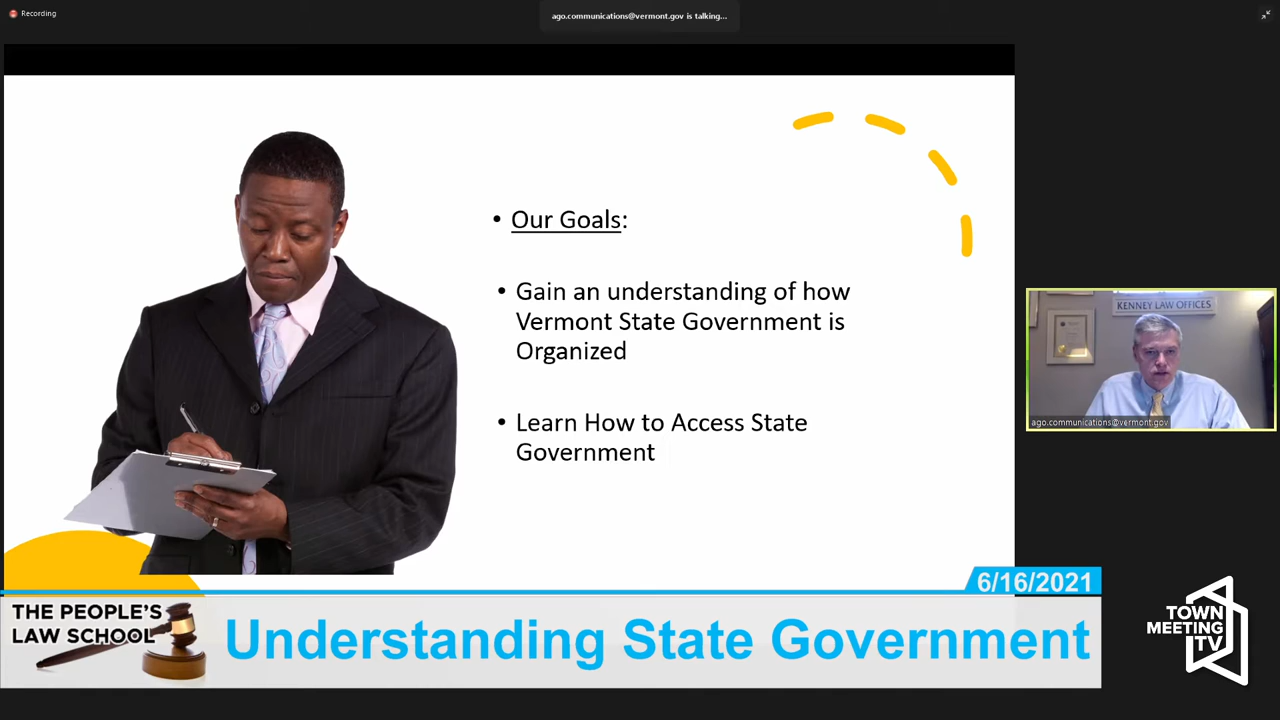 Recording
ago.communications@vermont.gov is talking...
• Our Goals:
• Gain an understanding of how
Vermont State Government is
Organized
• Learn How to Access State
Government
KENNEY LAW OFFICES
ago.communications@vermont.gov
6/16/2021
THE PEOPLE'S
LAW SCHOOL
Understanding State Government
TOWN
MEETING
TV